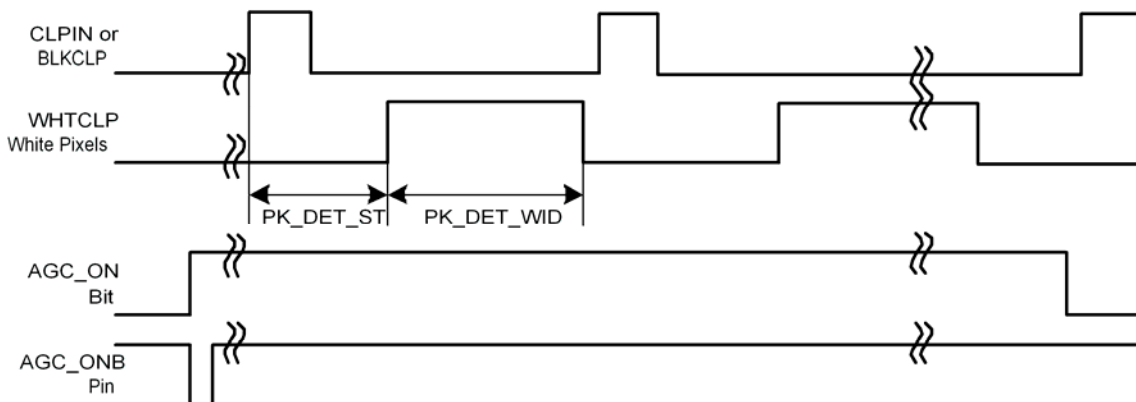 CLPIN or
BLKCLP
WHTCLP
White Pixels
PK_DET_ST
PK_DET_WID
AGC_ON
Bit
AGC_ONB
Pin